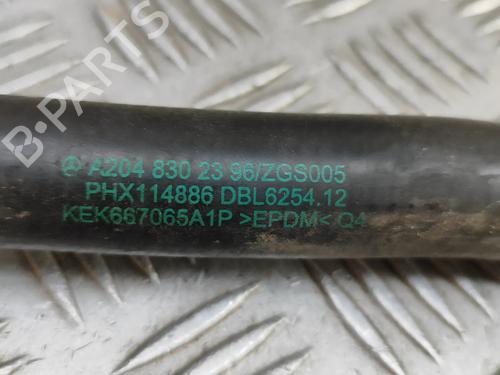 B-PARTS
A204 830 23 96/ZGS005
PHX114886 DBL6254.12
KEK667065A1P >EPDM< Q4